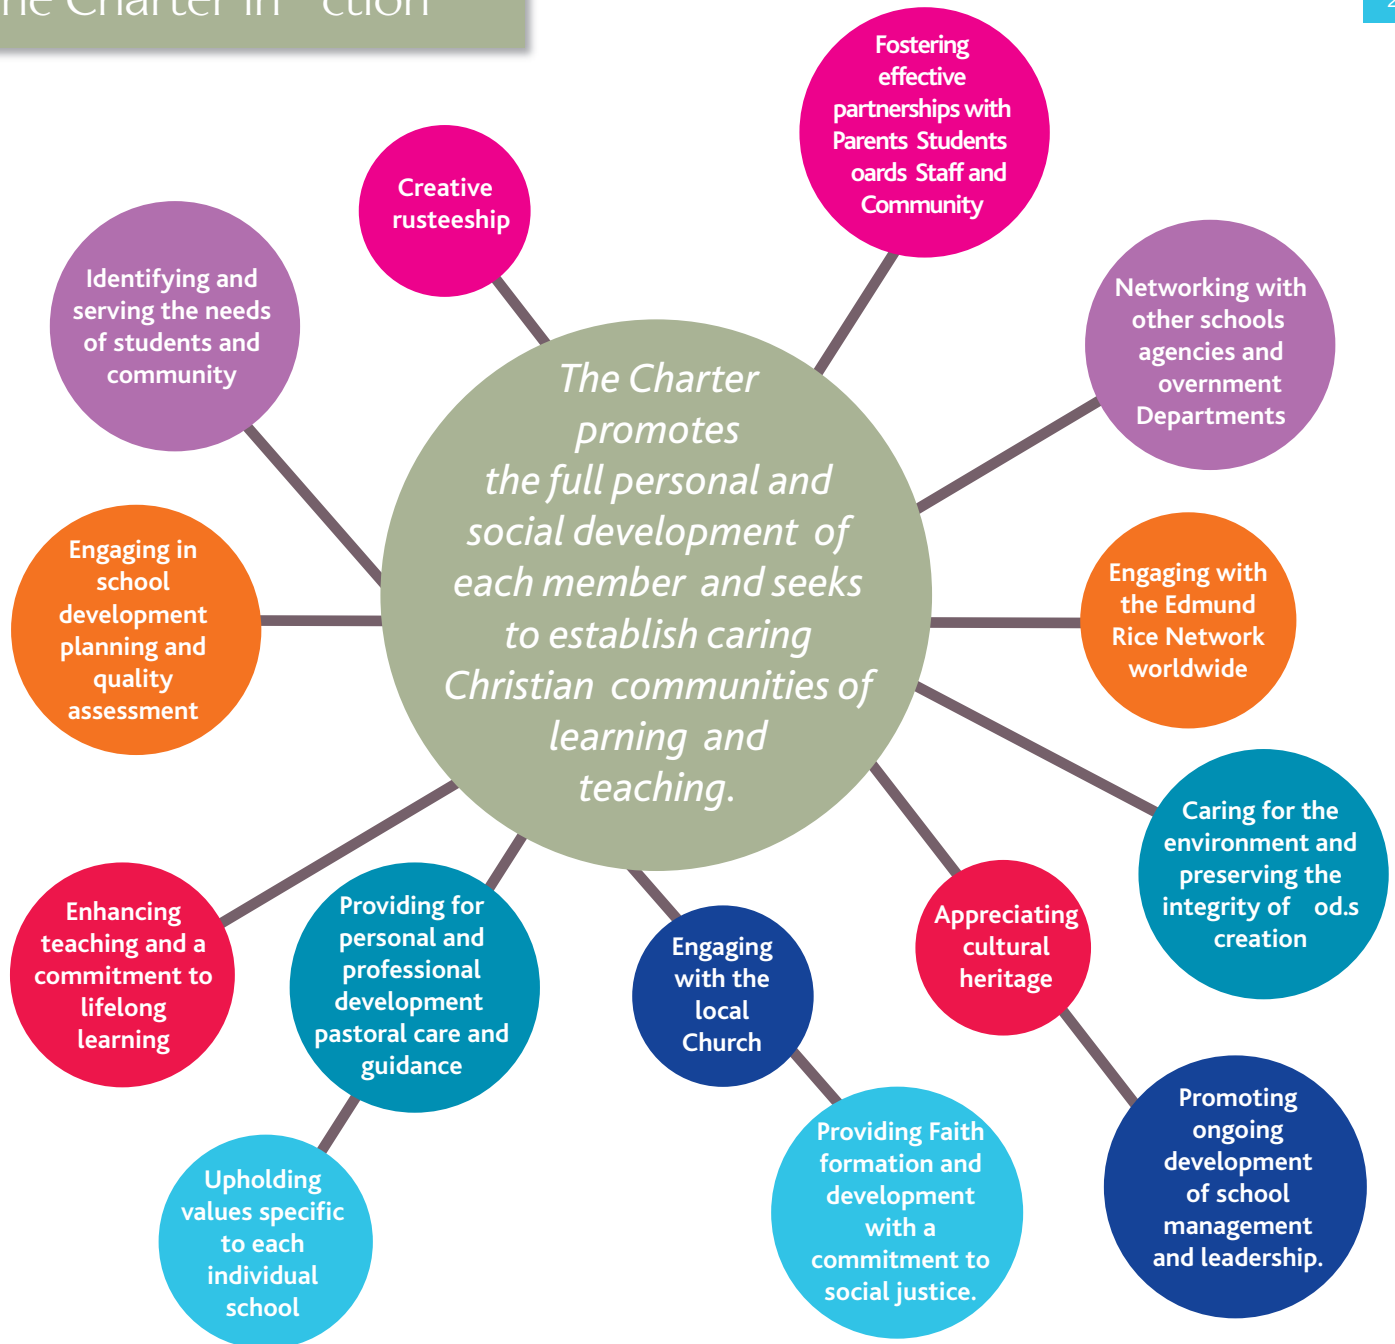 he Charter in ction
2
Fostering
effective
partnerships with
Parents Students
oards Staff and
Community
Creative
rusteeship
Identifying and
serving the needs
of students and
community
Networking with
other schools
agencies and
overnment
Departments
The Charter
promotes
the full personal and
social development of
each member and seeks
to establish caring
Christian communities of
learning and
teaching.
Engaging in
school
development
planning and
quality
assessment
Engaging with
the Edmund
Rice Network
worldwide
Caring for the
environment and
preserving the
integrity of od.s
creation
Enhancing
teaching and a
commitment to
lifelong
learning
Providing for
personal and
professional
development
pastoral care and
guidance
Engaging
with the
local
Church
Appreciating
cultural
heritage
Upholding
values specific
to each
individual
school
Providing Faith
formation and
development
with a
commitment to
social justice.
Promoting
ongoing
development
of school
management
and leadership.